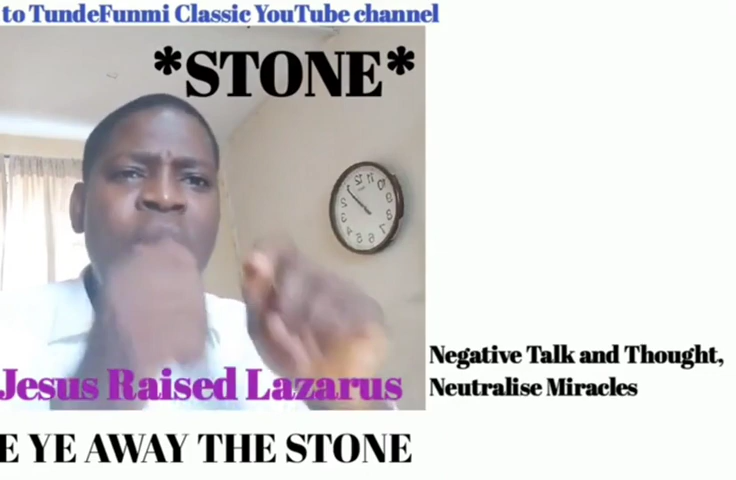 to TundeFunmi Classic YouTube channel
*STONE*
Jesus Raised Lazarus
Negative Talk and Thought,
Neutralise Miracles
E YE AWAY THE STONE